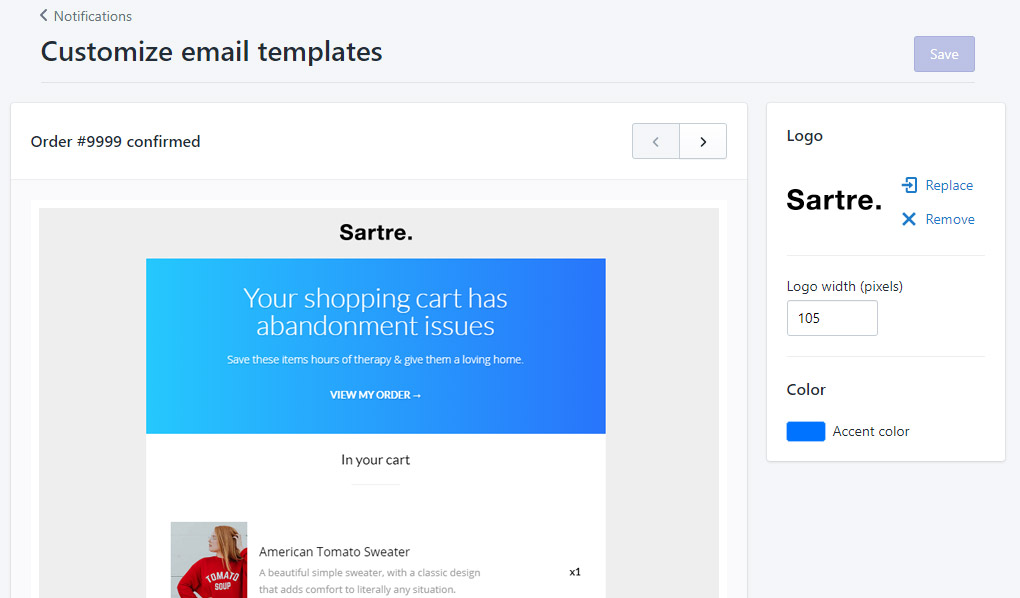 Notifications
Customize email templates
Save
Order #9999 confirmed
Sartre.
Your shopping cart has
abandonment issues
Save these items hours of therapy & give them a loving home.
VIEW MY ORDER→
In your cart
TOMATO
SOUP
American Tomato Sweater
A beautiful simple sweater, with a classic design
that adds comfort to literally any situation.
x1
Logo
Sartre.
Replace
Remove
Logo width (pixels)
105
Color
Accent color